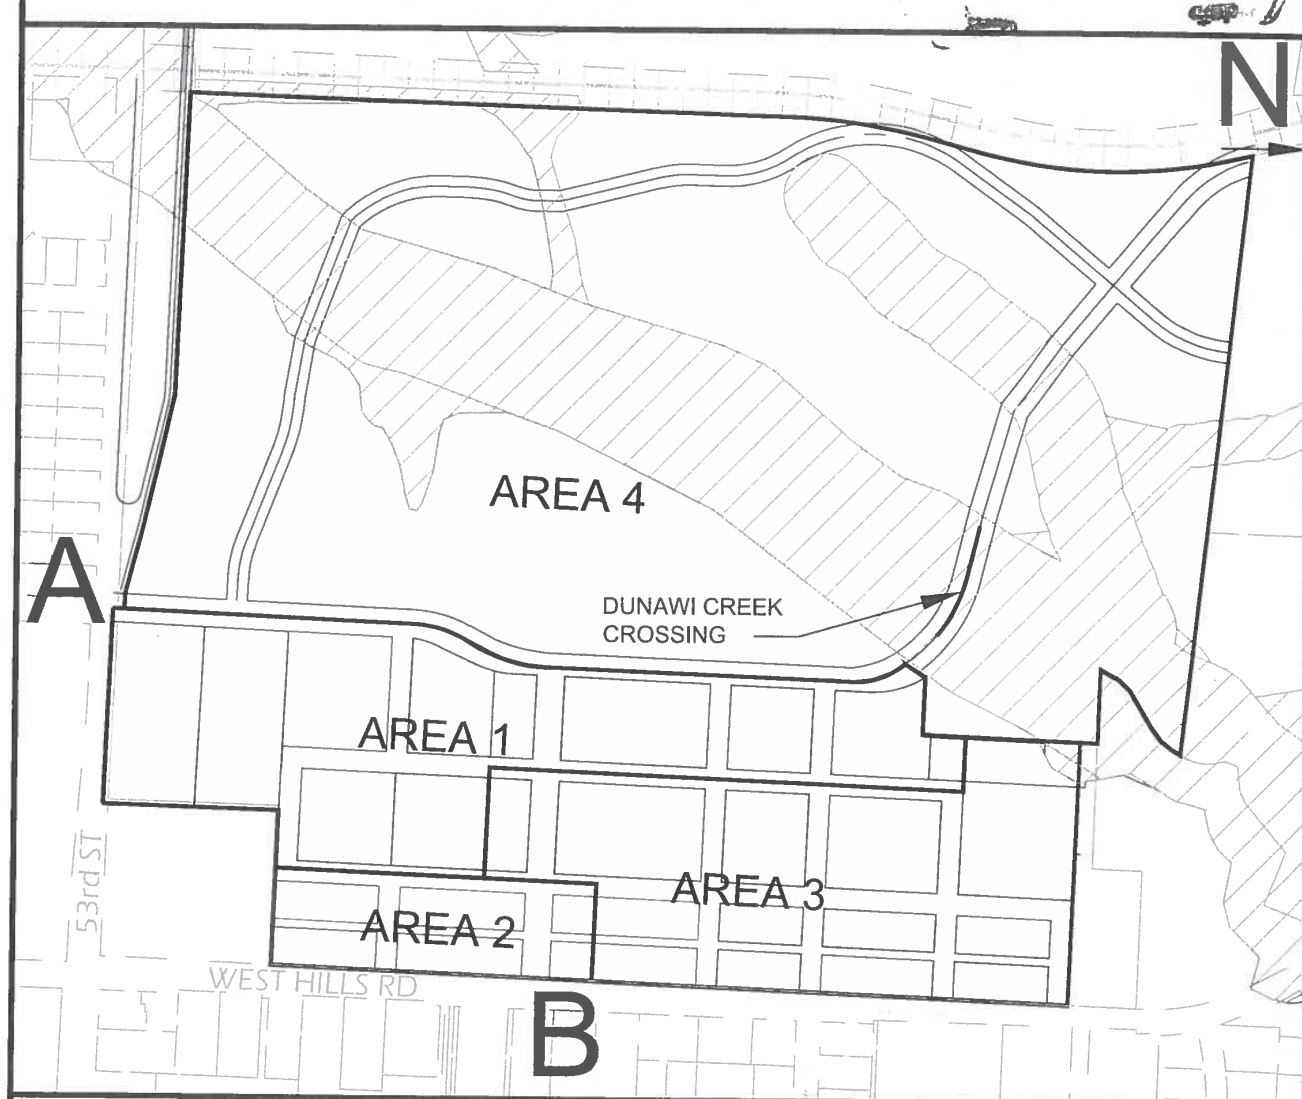 N
AREA 4
A
DUNAWI CREEK
CROSSING
AREA 1
53rd ST
AREA 3
AREA 2
WEST HILLS RD
B